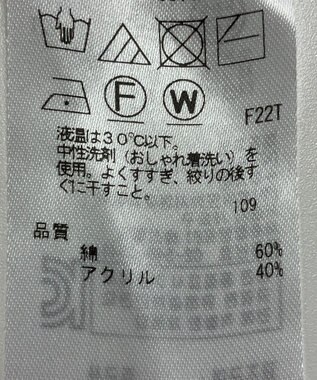 F
W
F22T
液温は30℃以下。
中性洗剤（おしゃれ着洗い）を
使用。よくすすぎ、絞りの後す
ぐに干すこと。
109
品質
綿 60%
アクリル 40%